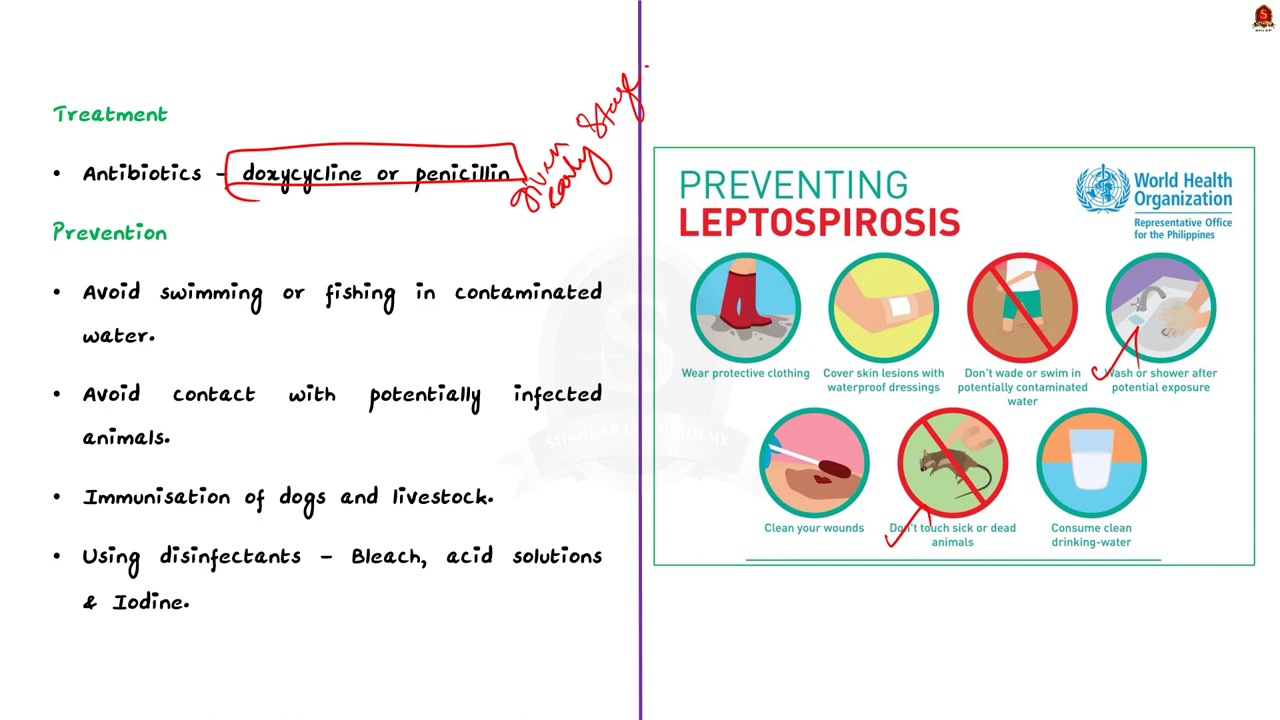 Treatment
• Antibiotics – doxycycline or penicillin
given
early Stage.
Prevention
• Avoid swimming or fishing in contaminated
water.
• Avoid contact with potentially infected
animals.
• Immunisation of dogs and livestock.
• Using disinfectants – Bleach, acid solutions
& Iodine.
PREVENTING
LEPTOSPIROSIS
World Health
Organization
Representative Office
for the Philippines
Wear protective clothing
Cover skin lesions with
waterproof dressings
Don't wade or swim in
potentially contaminated
water
Wash or shower after
potential exposure
Clean your wounds
Don't touch sick or dead
animals
Consume clean
drinking-water
S
SHANKAR IAS ACADEMY